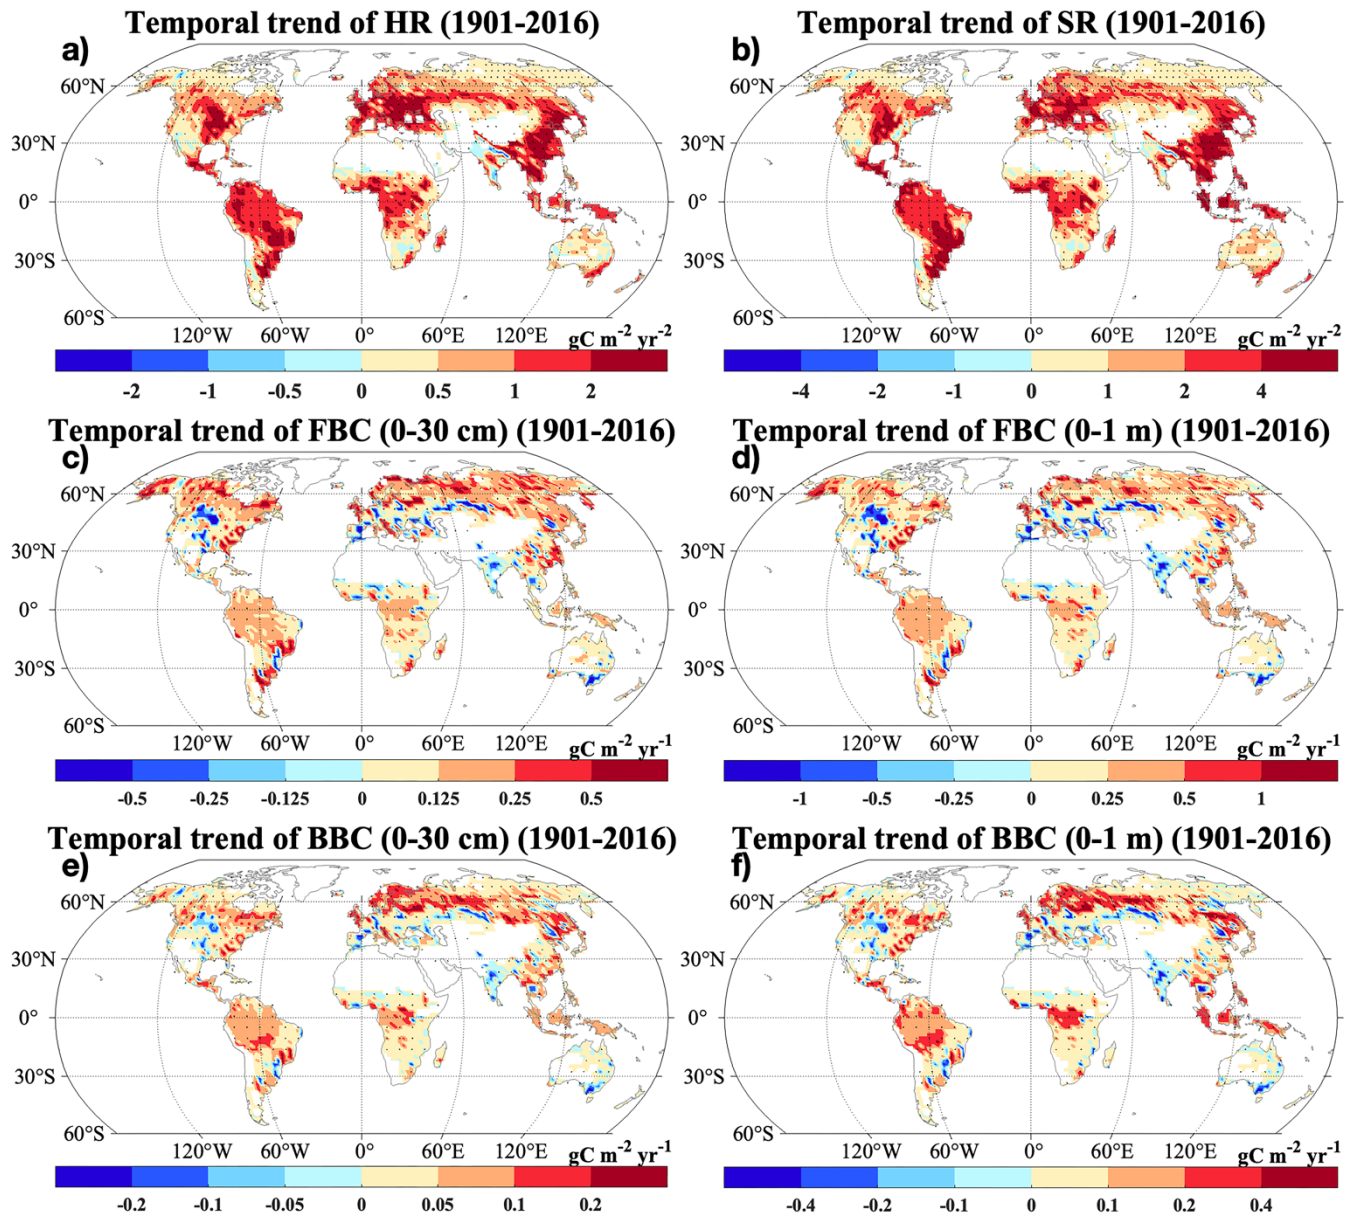 Temporal trend of HR (1901-2016)
a)
60°N
30°N
0°
30°S
60°S
120°W 60°W 0° 60°E 120°E
gC m-2 yr-2
-2 -1 -0.5 0 0.5 1 2
Temporal trend of SR (1901-2016)
b)
60°N
30°N
0°
30°S
60°S
120°W 60°W 0° 60°E 120°E
gC m-2 yr-2
-4 -2 -1 0 1 2 4
Temporal trend of FBC (0-30 cm) (1901-2016)
c)
60°N
30°N
0°
30°S
60°S
120°W 60°W 0° 60°E 120°E
gC m-2 yr-1
-0.5 -0.25 -0.125 0 0.125 0.25 0.5
Temporal trend of FBC (0-1 m) (1901-2016)
d)
60°N
30°N
0°
30°S
60°S
120°W 60°W 0° 60°E 120°E
gC m-2 yr-1
-1 -0.5 -0.25 0 0.25 0.5 1
Temporal trend of BBC (0-30 cm) (1901-2016)
e)
60°N
30°N
0°
30°S
60°S
120°W 60°W 0° 60°E 120°E
gC m-2 yr-1
-0.2 -0.1 -0.05 0 0.05 0.1 0.2
Temporal trend of BBC (0-1 m) (1901-2016)
f)
60°N
30°N
0°
30°S
60°S
120°W 60°W 0° 60°E 120°E
gC m-2 yr-1
-0.4 -0.2 -0.1 0 0.1 0.2 0.4